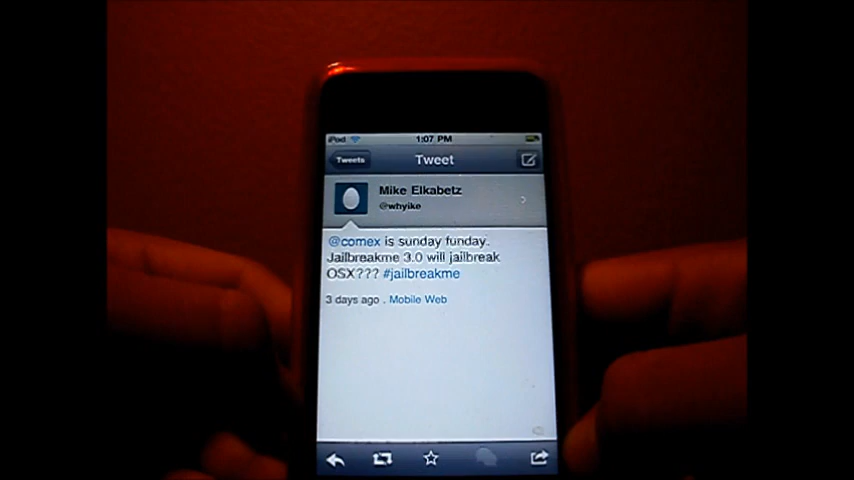 iPod 1:07 PM
Tweets Tweet
Mike Elkabetz
@whyike
@comex is sunday funday.
Jailbreakme 3.0 will jailbreak
OSX??? #jailbreakme
3 days ago . Mobile Web